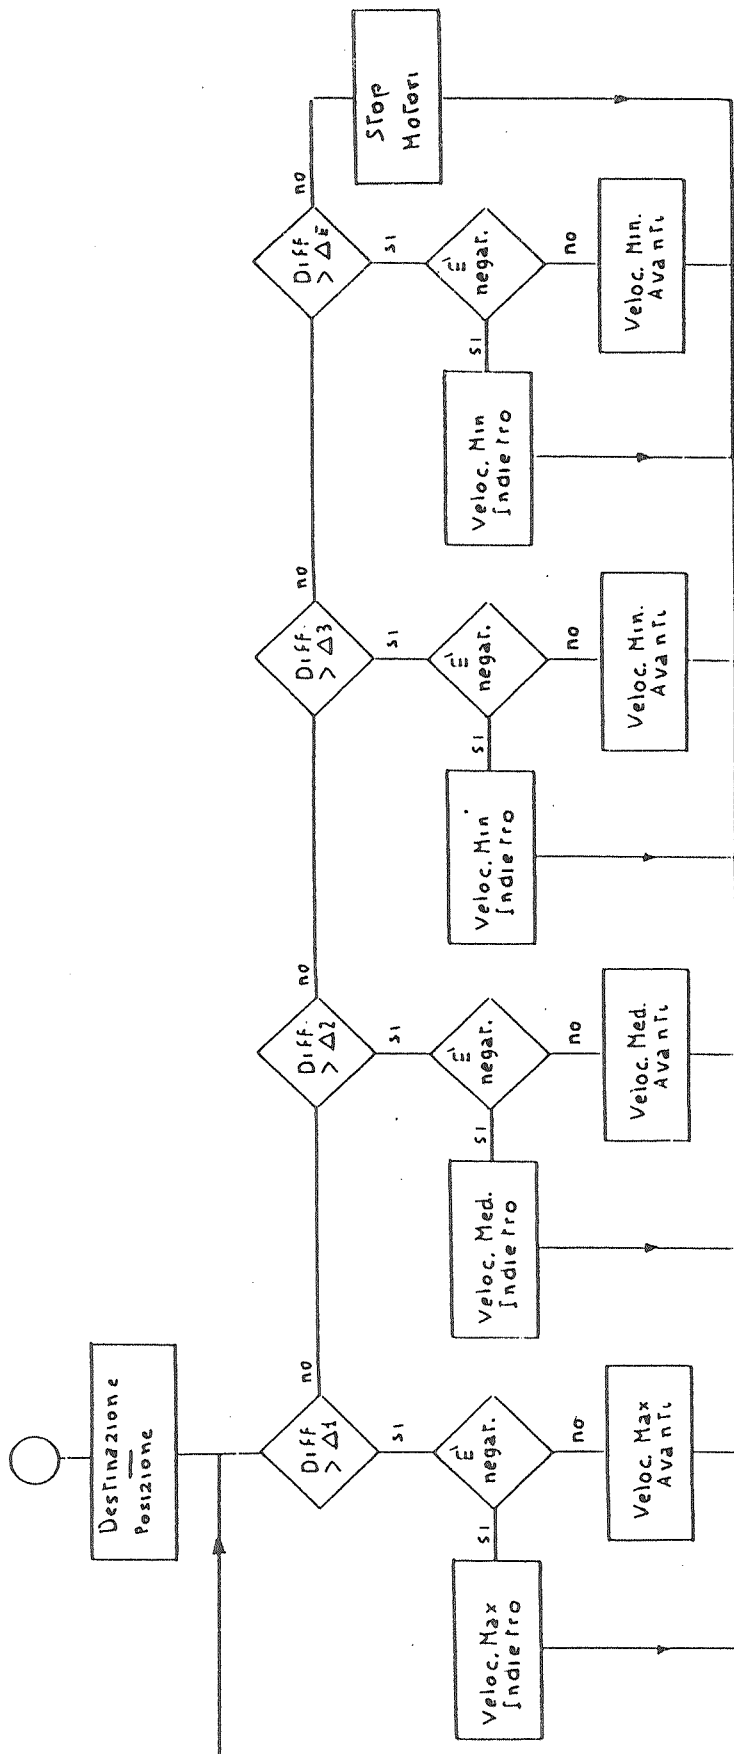 Destinazione
Posizione
Diff
> Δ1
no
Diff.
> Δ2
no
Diff.
> Δ3
no
Diff
> ΔE
no
Stop
Motori
si
si
si
si
si
È
negat.
si
È
negat.
si
È
negat.
si
È
negat.
no
no
no
no
Veloc. Max
Indietro
Veloc. Med.
Indietro
Veloc. Min
Indietro
Veloc. Min
Indietro
Veloc. Max
Avanti
Veloc. Med.
Avanti
Veloc. Min.
Avanti
Veloc. Min.
Avanti